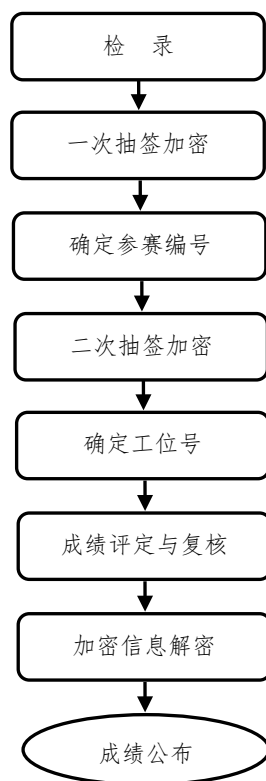 检　录
一次抽签加密
确定参赛编号
二次抽签加密
确定工位号
成绩评定与复核
加密信息解密
成绩公布